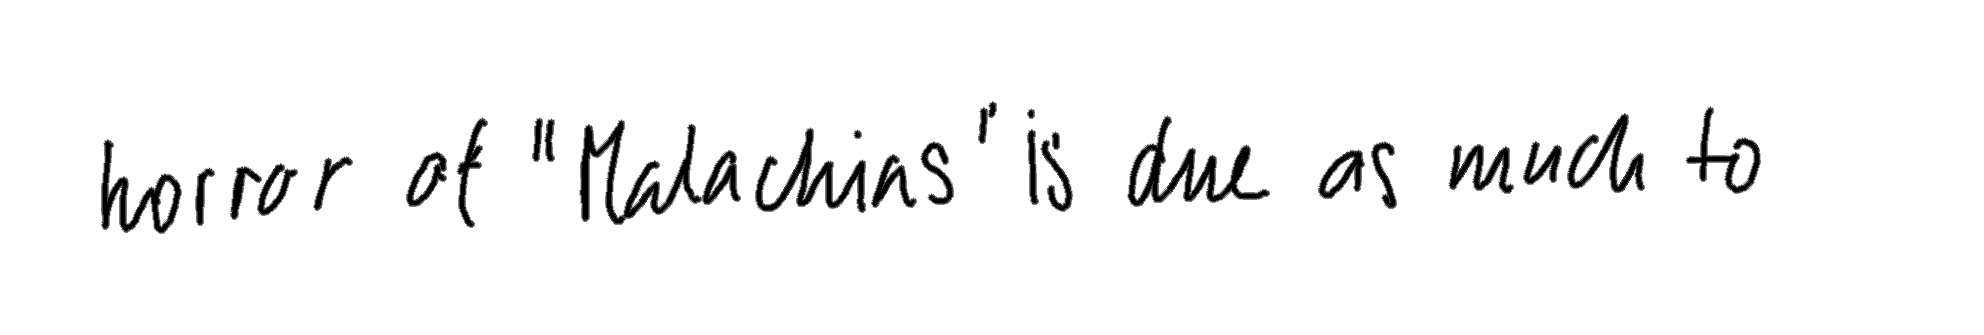 horror of "Malachias" is due as much to